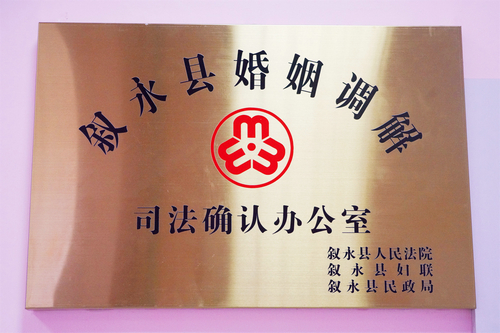 叙永县婚姻调解
司法确认办公室
叙永县人民法院
叙永县妇联
叙永县民政局